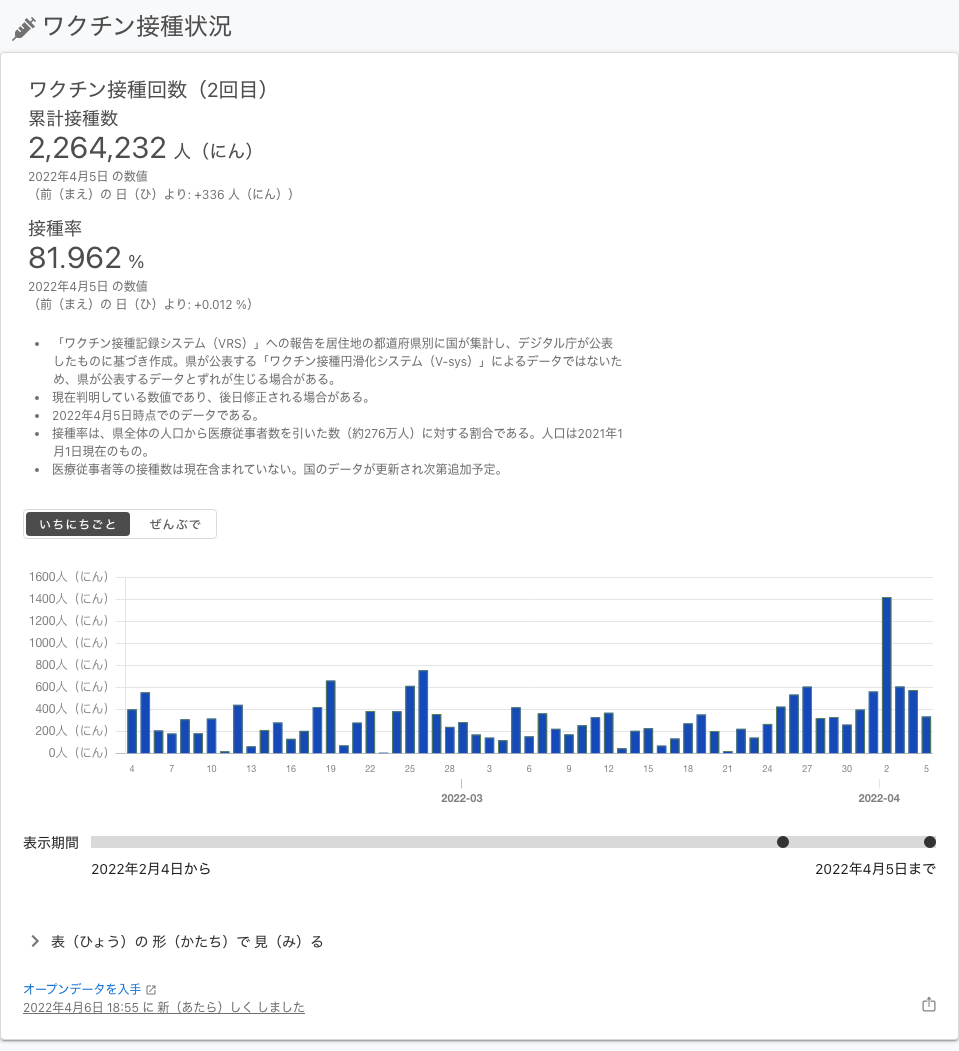 ワクチン接種状況
ワクチン接種回数（2回目）
累計接種数
2,264,232 人（にん）
2022年4月5日 の数値
（前（まえ）の 日（ひ）より: +336 人（にん））
接種率
81.962 %
2022年4月5日 の数値
（前（まえ）の 日（ひ）より: +0.012 %）
「ワクチン接種記録システム（VRS）」への報告を居住地の都道府県別に国が集計し、デジタル庁が公表
したものに基づき作成。県が公表する「ワクチン接種円滑化システム（V-sys）」によるデータではないた
め、県が公表するデータとずれが生じる場合がある。
現在判明している数値であり、後日修正される場合がある。
2022年4月5日時点でのデータである。
接種率は、県全体の人口から医療従事者数を引いた数（約276万人）に対する割合である。人口は2021年1
月1日現在のもの。
医療従事者等の接種数は現在含まれていない。国のデータが更新され次第追加予定。
いちにちごと ぜんぶで
1600人（にん）
1400人（にん）
1200人（にん）
1000人（にん）
800人（にん）
600人（にん）
400人（にん）
200人（にん）
0人（にん）
4 7 10 13 16 19 22 25 28 3 6 9 12 15 18 21 24 27 30 2 5
2022-03 2022-04
表示期間
2022年2月4日から 2022年4月5日まで
表（ひょう）の 形（かたち）で 見（み）る
オープンデータを入手
2022年4月6日 18:55 に 新（あたら）しく しました